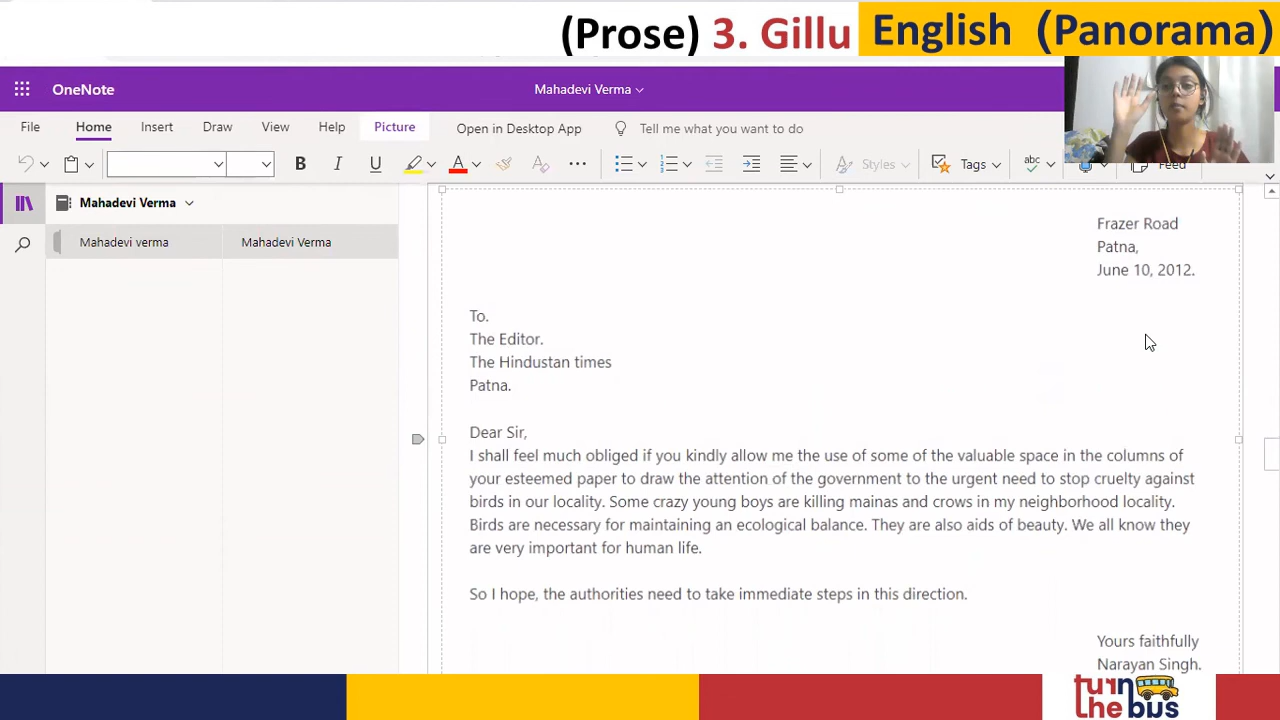 (Prose) 3. Gillu English (Panorama)
OneNote
Mahadevi Verma
File Home Insert Draw View Help Picture Open in Desktop App Tell me what you want to do
B I U A Styles Tags abc Feed
Mahadevi Verma
Mahadevi verma Mahadevi Verma
Frazer Road
Patna,
June 10, 2012.
To.
The Editor.
The Hindustan times
Patna.
Dear Sir,
I shall feel much obliged if you kindly allow me the use of some of the valuable space in the columns of
your esteemed paper to draw the attention of the government to the urgent need to stop cruelty against
birds in our locality. Some crazy young boys are killing mainas and crows in my neighborhood locality.
Birds are necessary for maintaining an ecological balance. They are also aids of beauty. We all know they
are very important for human life.
So I hope, the authorities need to take immediate steps in this direction.
Yours faithfully
Narayan Singh.
turn
the bus